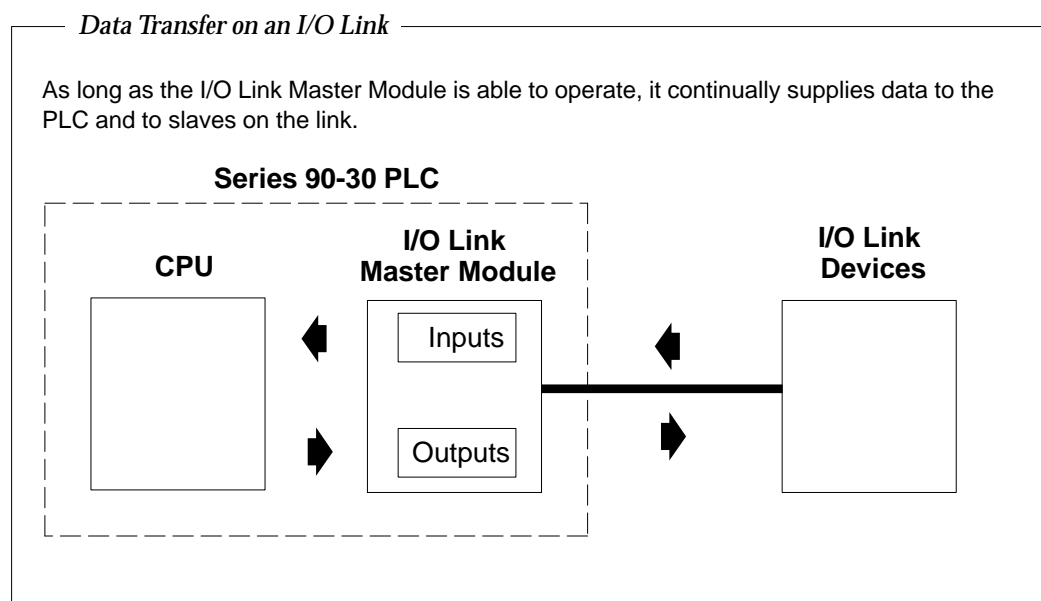 Data Transfer on an I/O Link
As long as the I/O Link Master Module is able to operate, it continually supplies data to the
PLC and to slaves on the link.
Series 90-30 PLC
CPU
I/O Link
Master Module
I/O Link
Devices
Inputs
Outputs